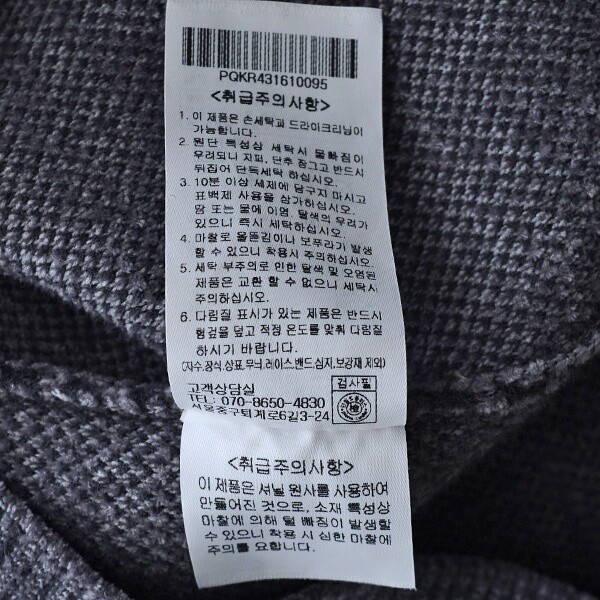 PQKR431610095
<취급주의사항>
1. 이 제품은 손세탁과 드라이크리닝이
가능합니다.
2. 원단 특성상 세탁시 물빠짐이
우려되니 지퍼, 단추 잠그고 반드시
뒤집어 단독세탁 하십시오.
3. 10분 이상 세제에 담구지 마시고
표백제 사용을 삼가하십시오.
땀 또는 물에 이염, 탈색의 우려가
있으니 즉시 세탁하십시오.
4. 마찰로 올뜯김이나 보푸라기 발생
할 수 있으니 착용시 주의하십시오
5. 세탁 부주의로 인한 탈색 및 오염된
제품은 교환 할 수 없으니 세탁시
주의하십시오.
6. 다림질 표시가 있는 제품은 반드시
헝겊을 덮고 적정 온도를 맞춰 다림질
하시기 바랍니다.
(자수,장식,상표,무늬,레이스,밴드,심지,보강재 제외)
고객상담실
TEL: 070-8650-4830
서울중구퇴계로6길3-24
검사필
<취급주의사항>
이 제품은 셔닐 원사를 사용하여
만들어진 것으로, 소재 특성상
마찰에 의해 털 빠짐이 발생할
수 있으니 착용 시 심한 마찰에
주의를 요합니다.